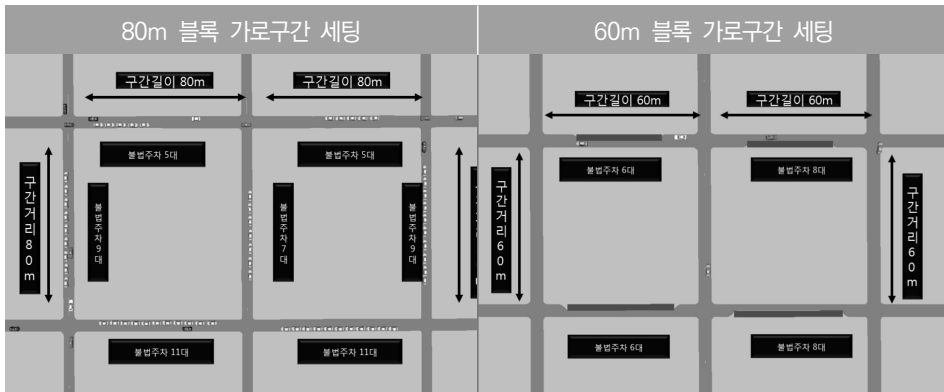 80m 블록 가로구간 세팅
60m 블록 가로구간 세팅
구간길이 80m
구간길이 80m
구간길이 60m
구간길이 60m
불법주차 5대
불법주차 5대
불법주차 6대
불법주차 8대
구간거리80m
불법주차9대
불법주차7대
불법주차9대
구간거리60m
구간거리60m
불법주차 11대
불법주차 11대
불법주차 6대
불법주차 8대